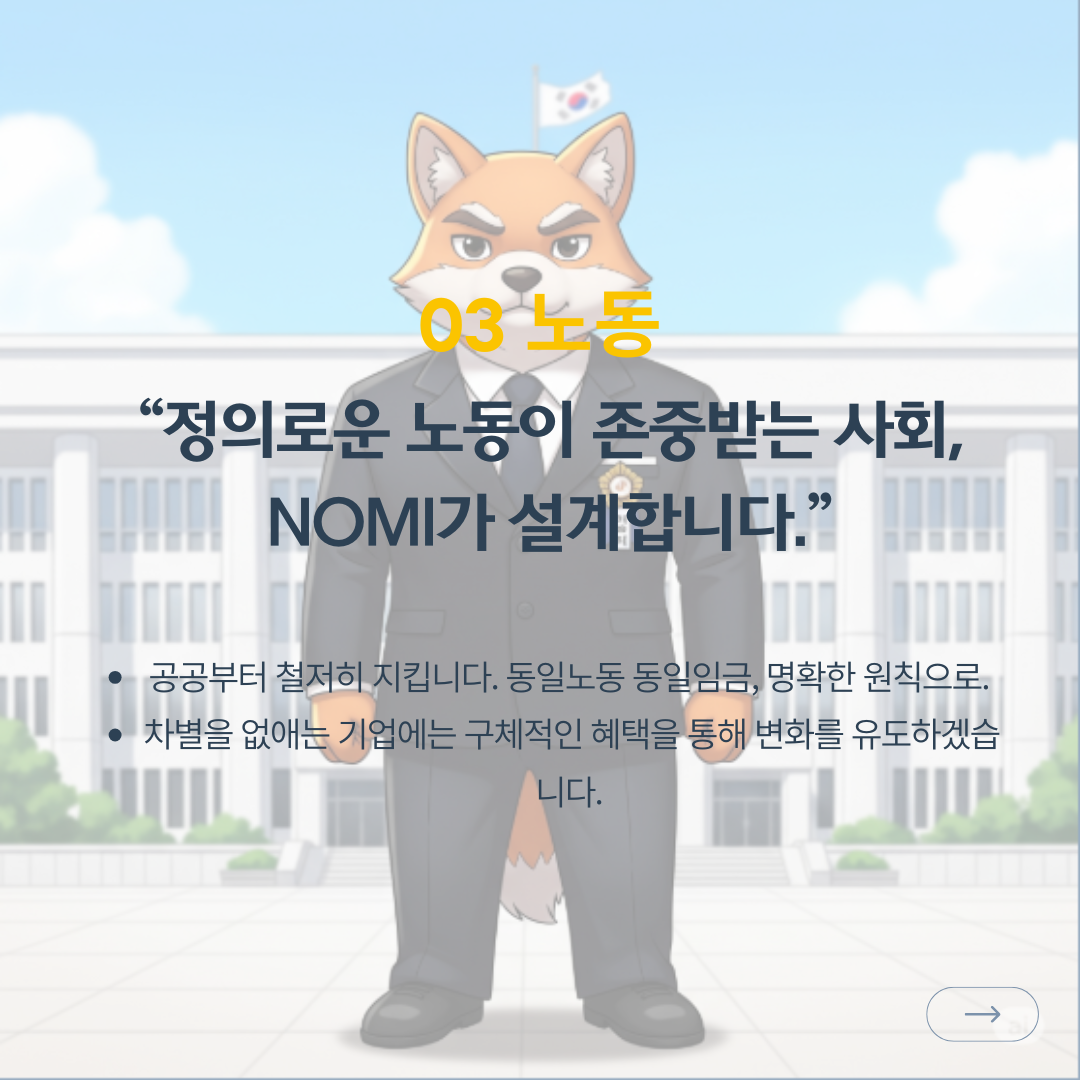 03 노동
“정의로운 노동이 존중받는 사회,
NOMI가 설계합니다.”
• 공공부터 철저히 지킵니다. 동일노동 동일임금, 명확한 원칙으로.
• 차별을 없애는 기업에는 구체적인 혜택을 통해 변화를 유도하겠습
니다.